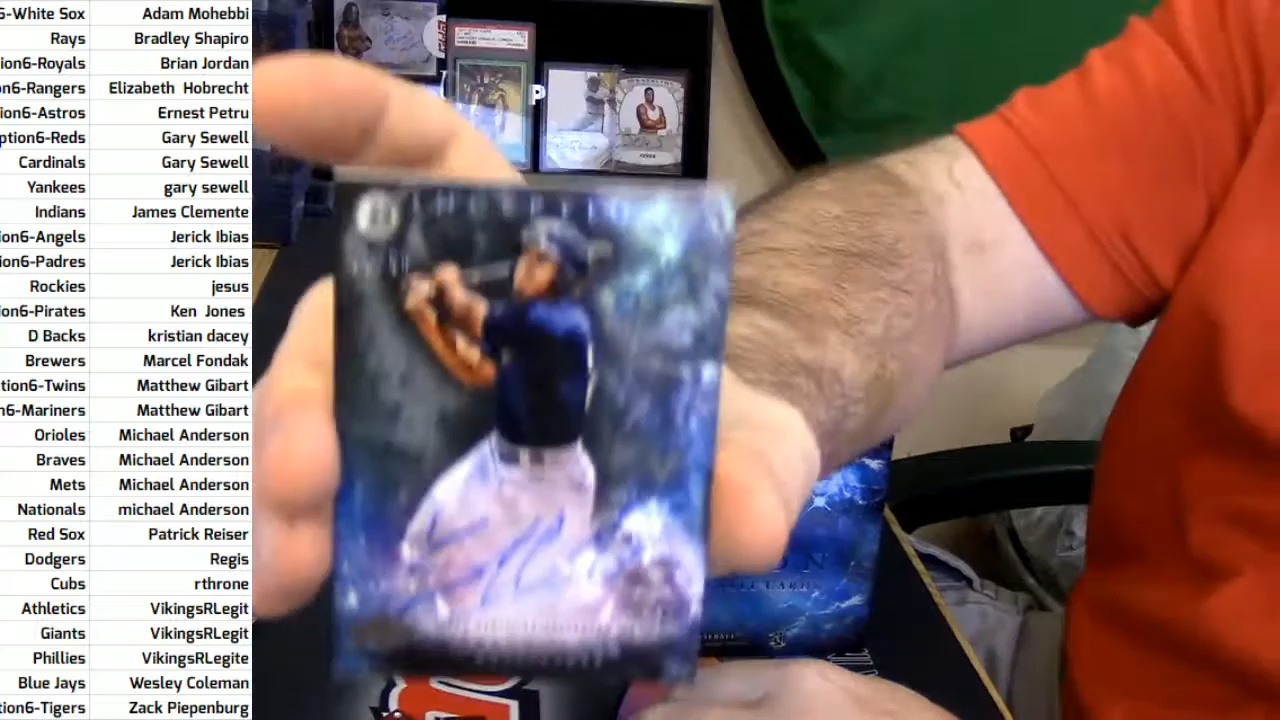 6-White Sox Adam Mohebbi
Rays Bradley Shapiro
ion6-Royals Brian Jordan
n6-Rangers Elizabeth Hobrecht
on6-Astros Ernest Petru
ption6-Reds Gary Sewell
Cardinals Gary Sewell
Yankees gary sewell
Indians James Clemente
ion6-Angels Jerick Ibias
ion6-Padres Jerick Ibias
Rockies jesus
ion6-Pirates Ken Jones
D Backs kristian dacey
Brewers Marcel Fondak
tion6-Twins Matthew Gibart
n6-Mariners Matthew Gibart
Orioles Michael Anderson
Braves Michael Anderson
Mets Michael Anderson
Nationals michael Anderson
Red Sox Patrick Reiser
Dodgers Regis
Cubs rthrone
Athletics VikingsRLegit
Giants VikingsRLegit
Phillies VikingsRLegite
Blue Jays Wesley Coleman
tion6-Tigers Zack Piepenburg